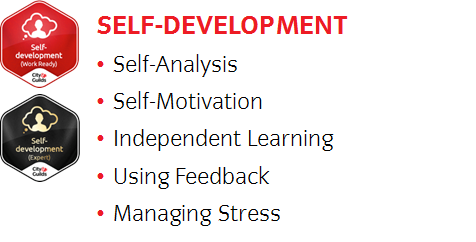 Self-
development
(Work Ready)
City&
Guilds
Self-
development
(Expert)
City&
Guilds
SELF-DEVELOPMENT
• Self-Analysis
• Self-Motivation
• Independent Learning
• Using Feedback
• Managing Stress